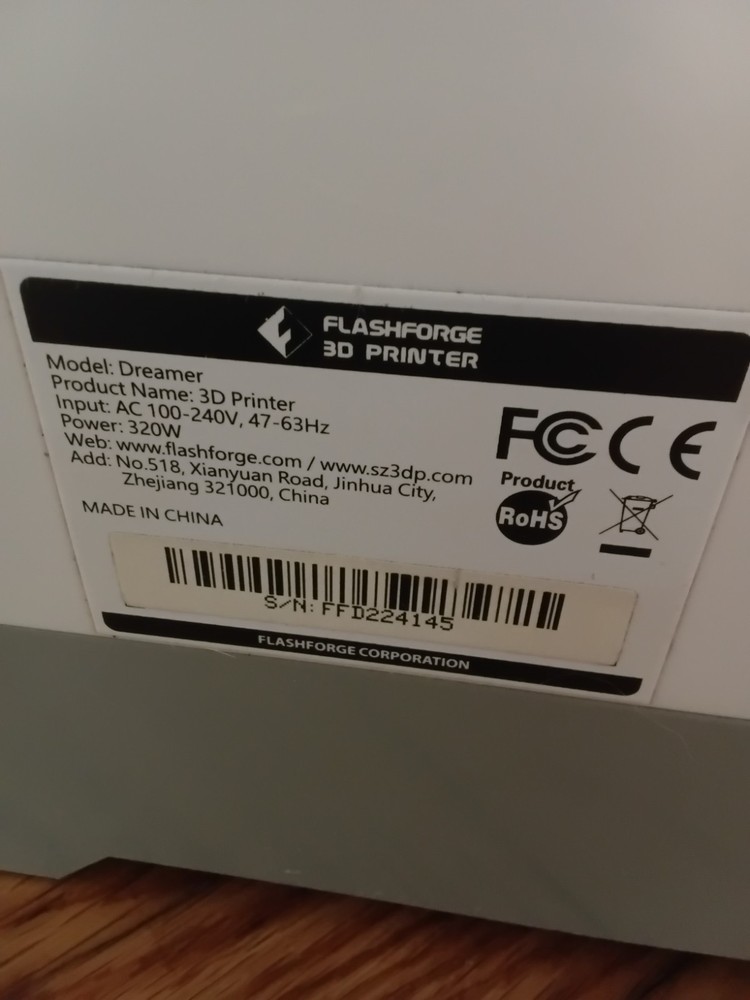 FLASHFORGE
3D PRINTER
Model: Dreamer
Product Name: 3D Printer
Input: AC 100-240V, 47-63Hz
Power: 320W
Web: www.flashforge.com / www.sz3dp.com
Add: No.518, Xianyuan Road, Jinhua City,
Zhejiang 321000, China
MADE IN CHINA
FC CE
Product
RoHS
S/N: FFD224145
FLASHFORGE CORPORATION